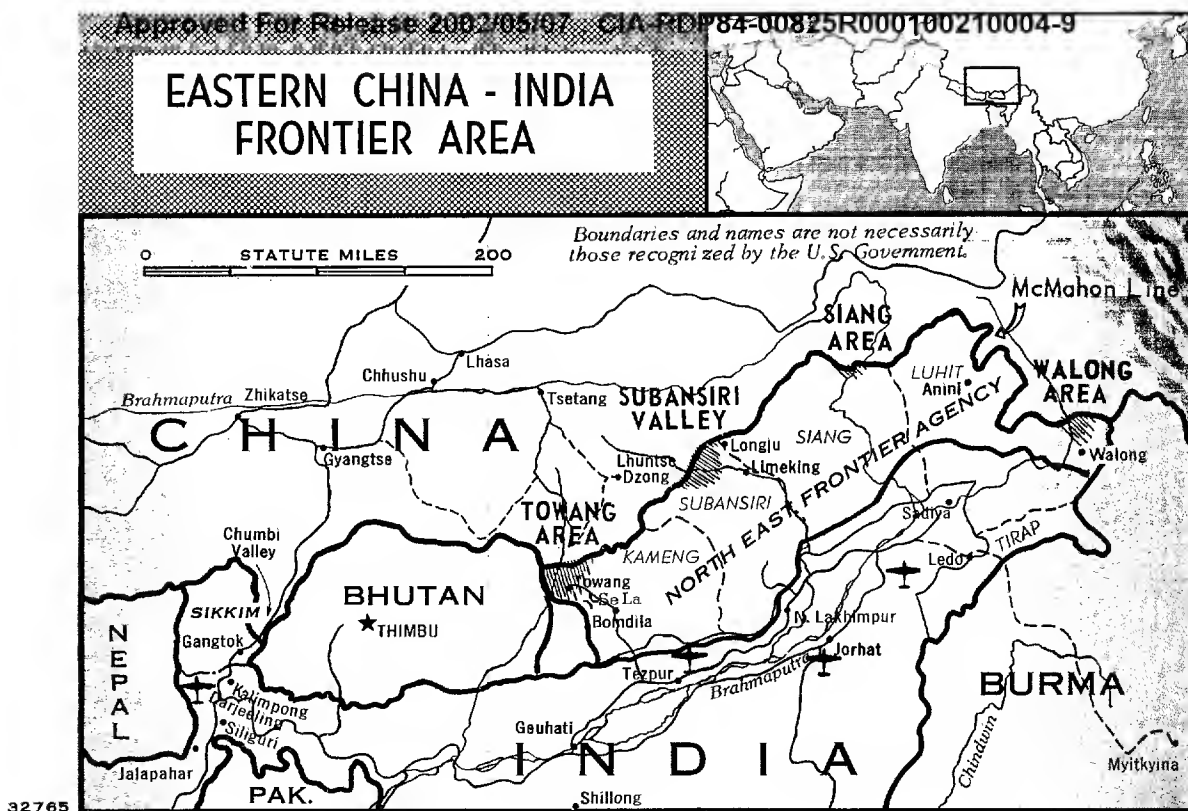 Approved For Release 2002/05/07 : CIA-RDP84-00825R000100210004-9
EASTERN CHINA - INDIA
FRONTIER AREA
0 STATUTE MILES 200
Boundaries and names are not necessarily
those recognized by the U.S. Government.
McMahon Line
SIANG
AREA
WALONG
AREA
LUHIT
Anini
Lhasa
Chhushu
Brahmaputra
Zhikatse
Tsetang
SUBANSIRI
VALLEY
CHINA
Gyangtse
Longju
SIANG
Limeking
Walong
Lhuntse
Dzong
SUBANSIRI
NORTH EAST FRONTIER AGENCY
TOWANG
AREA
Sadiya
Chumbi
Valley
KAMENG
TIRAP
Ledo
Towang
Se La
Bomdila
BHUTAN
THIMBU
SIKKIM
Gangtok
NEPAL
N. Lakhimpur
Jorhat
Tezpur
Brahmaputra
BURMA
Kalimpong
Darjeeling
Siliguri
Gauhati
INDIA
Chindwin
Jalapahar
Myitkyina
PAK.
Shillong
32765